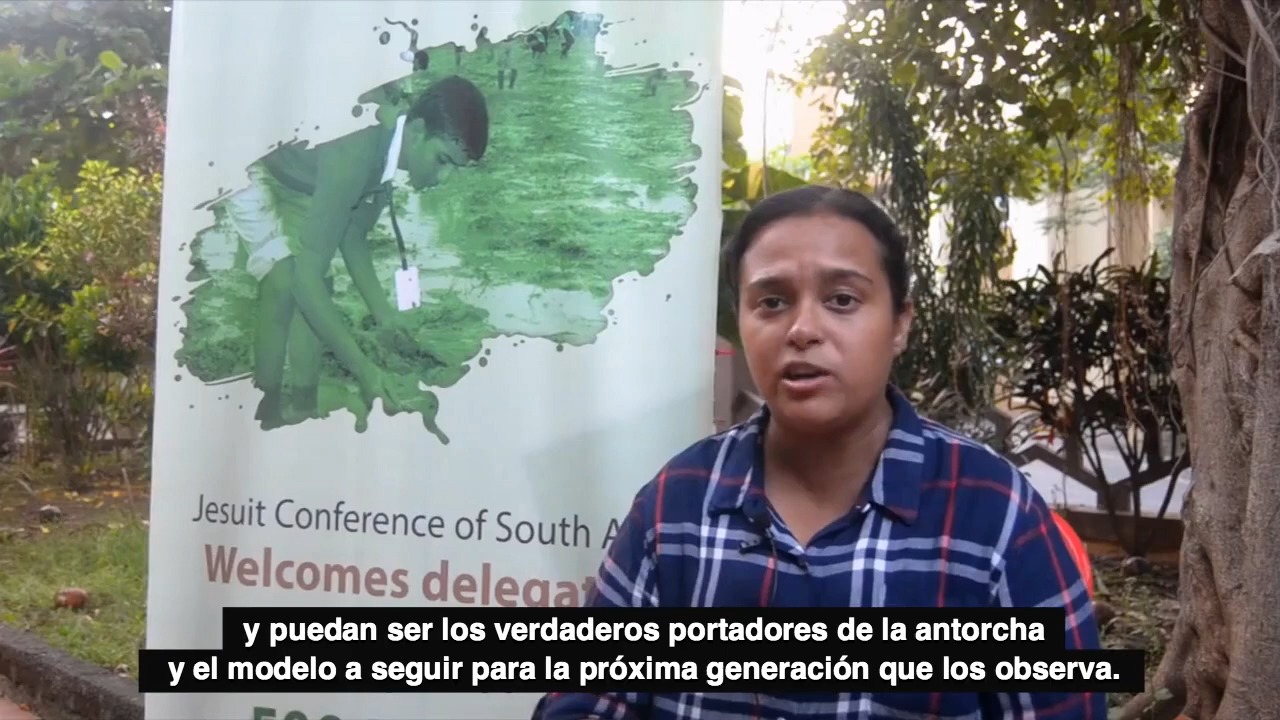 Jesuit Conference of South
Welcomes
y puedan ser los verdaderos portadores de la antorcha
y el modelo a seguir para la próxima generación que los observa.